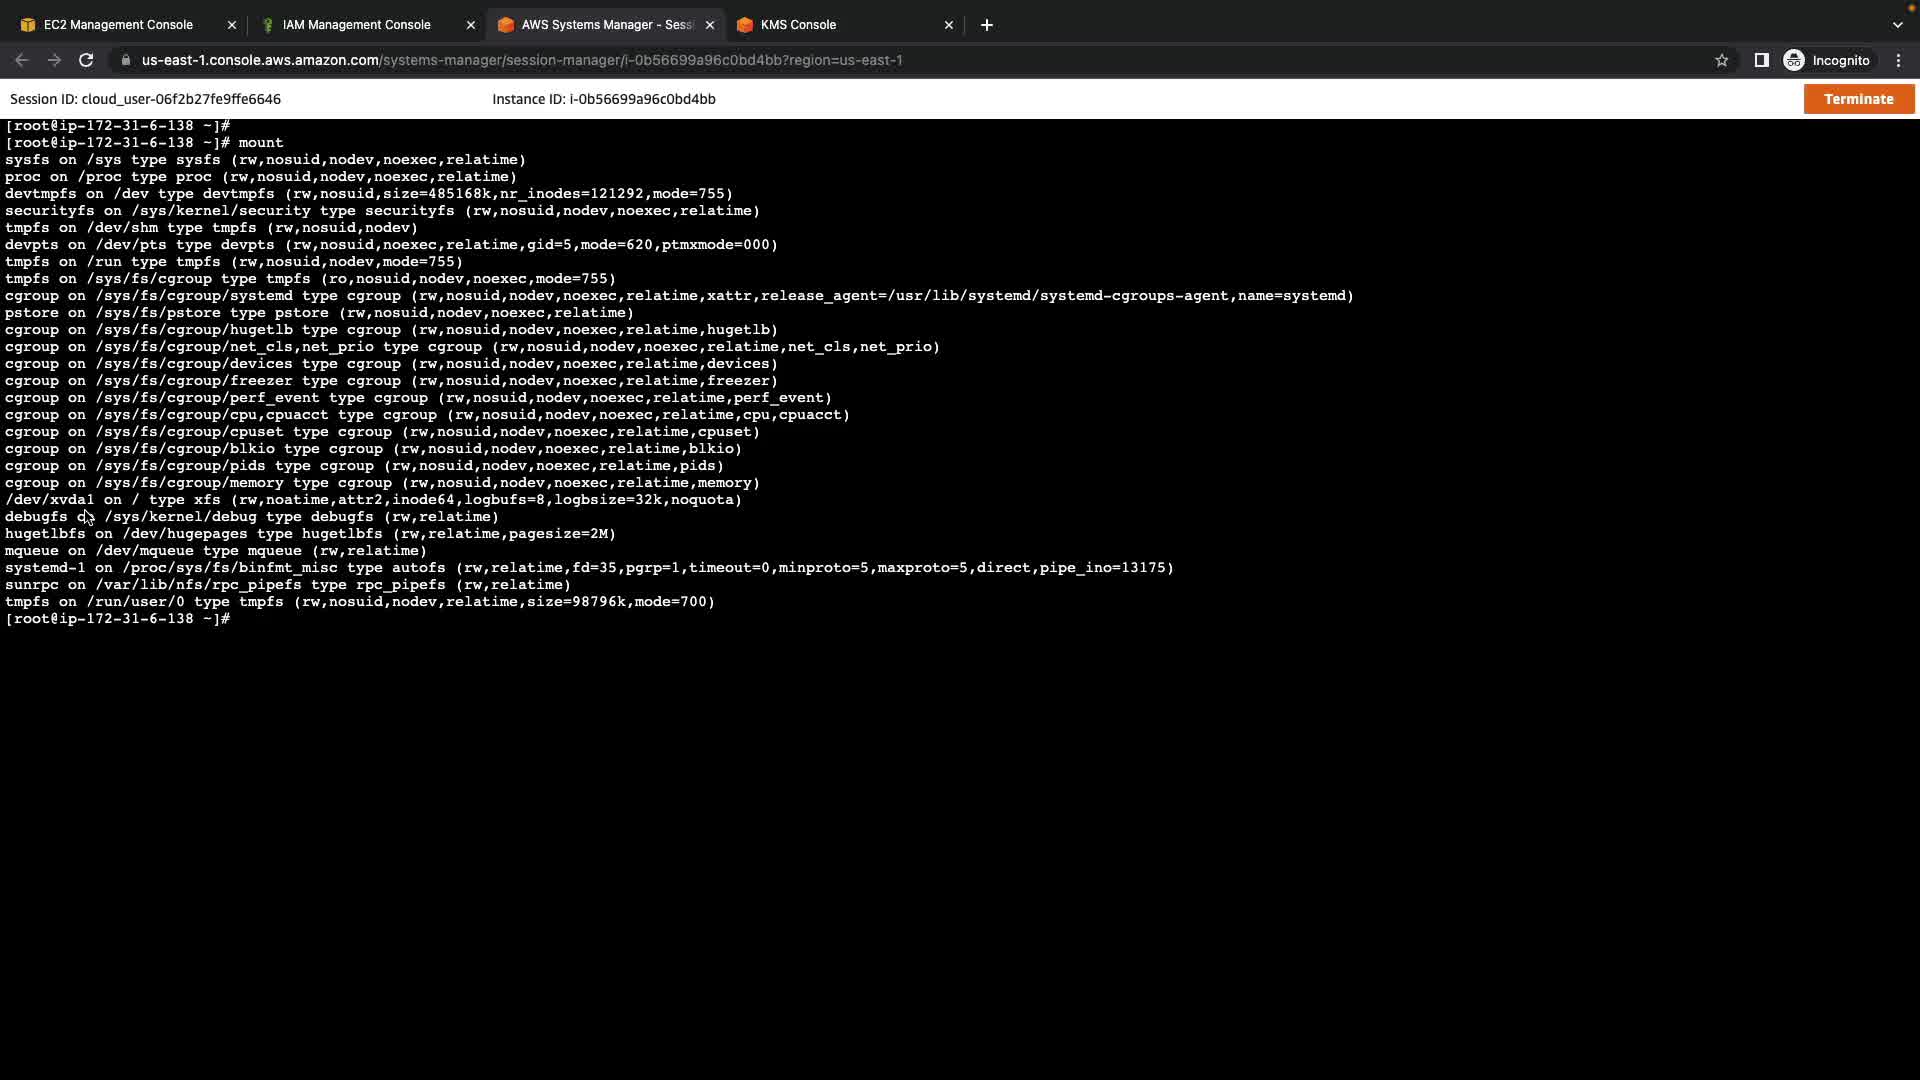 EC2 Management Console
IAM Management Console
AWS Systems Manager - Sess
KMS Console
us-east-1.console.aws.amazon.com/systems-manager/session-manager/i-0b56699a96c0bd4bb?region=us-east-1
Incognito
Session ID: cloud_user-06f2b27fe9ffe6646
Instance ID: i-0b56699a96c0bd4bb
Terminate
[root@ip-172-31-6-138 ~]#
[root@ip-172-31-6-138 ~]# mount
sysfs on /sys type sysfs (rw,nosuid,nodev,noexec,relatime)
proc on /proc type proc (rw,nosuid,nodev,noexec,relatime)
devtmpfs on /dev type devtmpfs (rw,nosuid,size=485168k,nr_inodes=121292,mode=755)
securityfs on /sys/kernel/security type securityfs (rw,nosuid,nodev,noexec,relatime)
tmpfs on /dev/shm type tmpfs (rw,nosuid,nodev)
devpts on /dev/pts type devpts (rw,nosuid,noexec,relatime,gid=5,mode=620,ptmxmode=000)
tmpfs on /run type tmpfs (rw,nosuid,nodev,mode=755)
tmpfs on /sys/fs/cgroup type tmpfs (ro,nosuid,nodev,noexec,mode=755)
cgroup on /sys/fs/cgroup/systemd type cgroup (rw,nosuid,nodev,noexec,relatime,xattr,release_agent=/usr/lib/systemd/systemd-cgroups-agent,name=systemd)
pstore on /sys/fs/pstore type pstore (rw,nosuid,nodev,noexec,relatime)
cgroup on /sys/fs/cgroup/hugetlb type cgroup (rw,nosuid,nodev,noexec,relatime,hugetlb)
cgroup on /sys/fs/cgroup/net_cls,net_prio type cgroup (rw,nosuid,nodev,noexec,relatime,net_cls,net_prio)
cgroup on /sys/fs/cgroup/devices type cgroup (rw,nosuid,nodev,noexec,relatime,devices)
cgroup on /sys/fs/cgroup/freezer type cgroup (rw,nosuid,nodev,noexec,relatime,freezer)
cgroup on /sys/fs/cgroup/perf_event type cgroup (rw,nosuid,nodev,noexec,relatime,perf_event)
cgroup on /sys/fs/cgroup/cpu,cpuacct type cgroup (rw,nosuid,nodev,noexec,relatime,cpu,cpuacct)
cgroup on /sys/fs/cgroup/cpuset type cgroup (rw,nosuid,nodev,noexec,relatime,cpuset)
cgroup on /sys/fs/cgroup/blkio type cgroup (rw,nosuid,nodev,noexec,relatime,blkio)
cgroup on /sys/fs/cgroup/pids type cgroup (rw,nosuid,nodev,noexec,relatime,pids)
cgroup on /sys/fs/cgroup/memory type cgroup (rw,nosuid,nodev,noexec,relatime,memory)
/dev/xvda1 on / type xfs (rw,noatime,attr2,inode64,logbufs=8,logbsize=32k,noquota)
debugfs on /sys/kernel/debug type debugfs (rw,relatime)
hugetlbfs on /dev/hugepages type hugetlbfs (rw,relatime,pagesize=2M)
mqueue on /dev/mqueue type mqueue (rw,relatime)
systemd-1 on /proc/sys/fs/binfmt_misc type autofs (rw,relatime,fd=35,pgrp=1,timeout=0,minproto=5,maxproto=5,direct,pipe_ino=13175)
sunrpc on /var/lib/nfs/rpc_pipefs type rpc_pipefs (rw,relatime)
tmpfs on /run/user/0 type tmpfs (rw,nosuid,nodev,relatime,size=98796k,mode=700)
[root@ip-172-31-6-138 ~]#